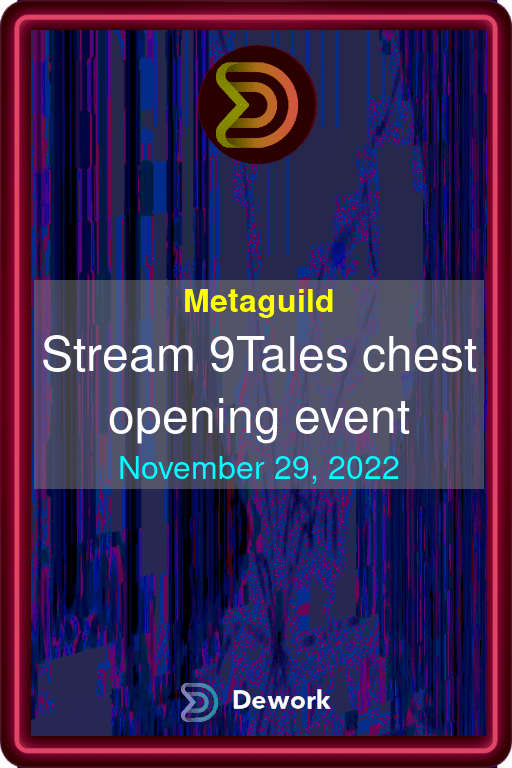 Metaguild
Stream 9Tales chest
opening event
November 29, 2022
Dework